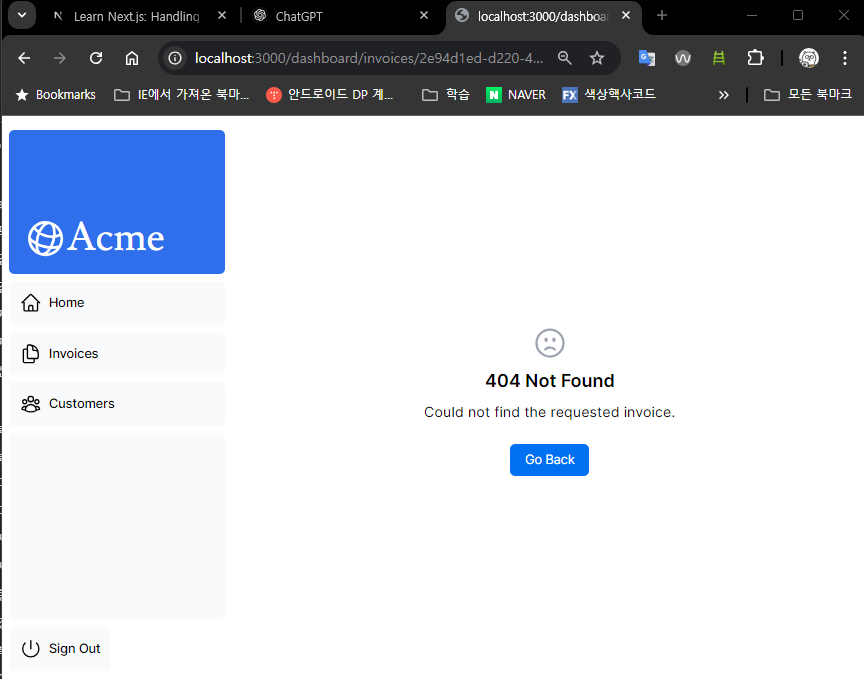 Learn Next.js: Handling
ChatGPT
localhost:3000/dashboar
localhost:3000/dashboard/invoices/2e94d1ed-d220-4...
Bookmarks
IE에서 가져온 북마...
안드로이드 DP 계...
학습
N NAVER
FX 색상핵사코드
모든 북마크
Acme
Home
Invoices
Customers
404 Not Found
Could not find the requested invoice.
Go Back
Sign Out